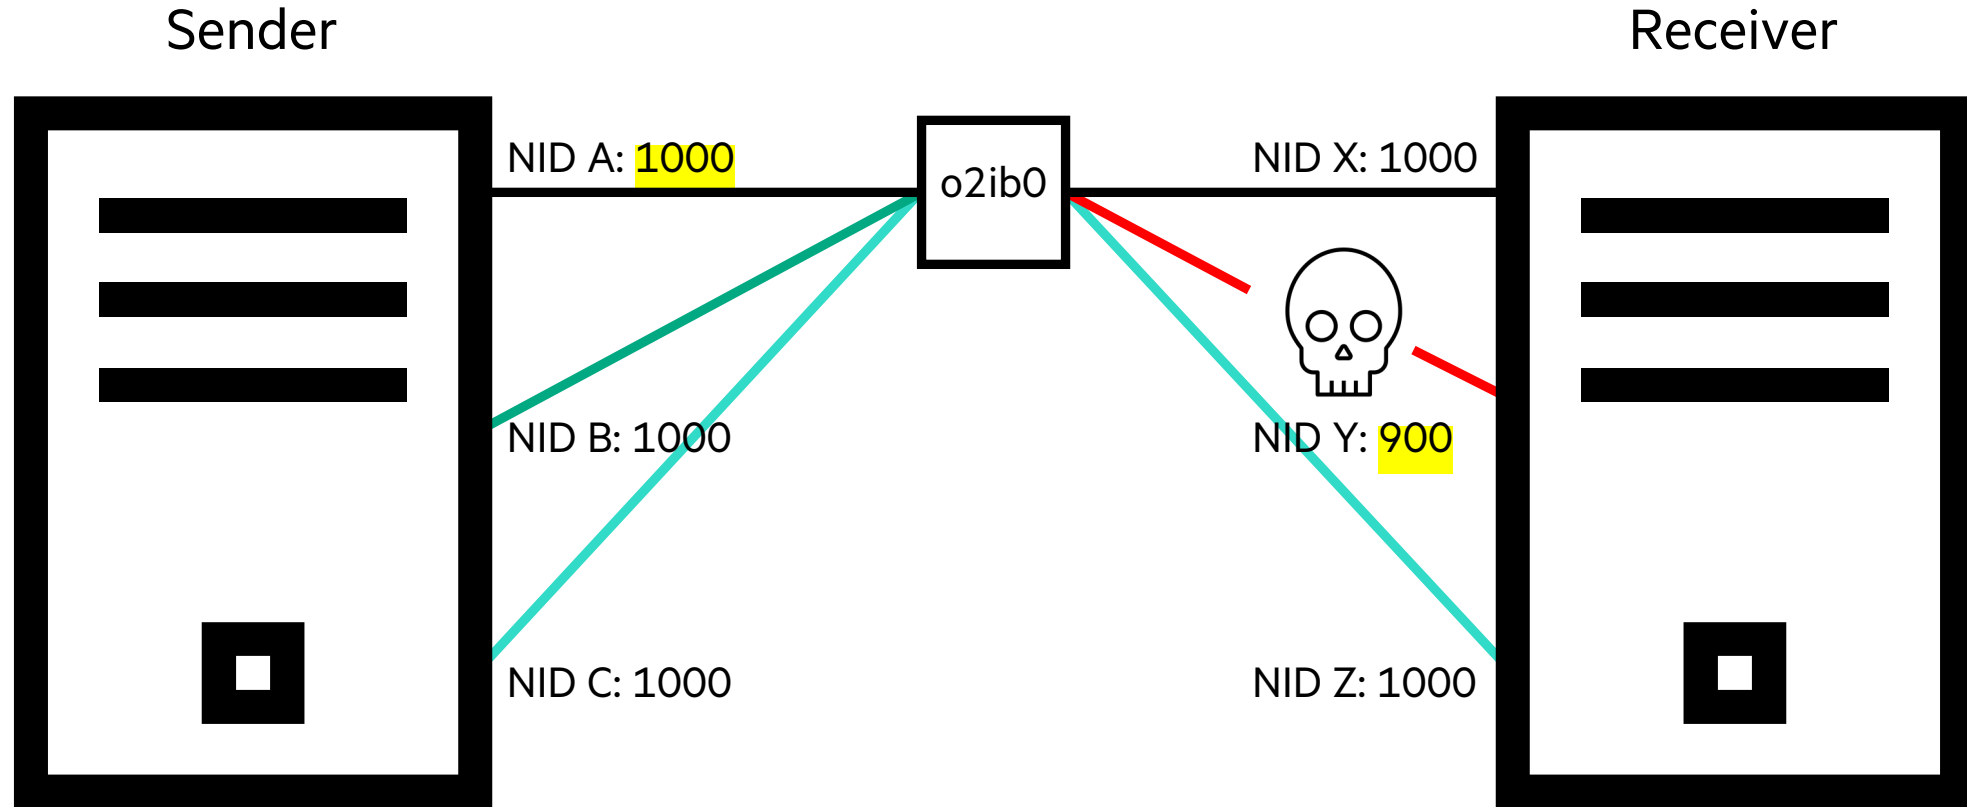 Sender
Receiver
NID A: 1000
o2ib0
NID X: 1000
NID B: 1000
NID Y: 900
NID C: 1000
NID Z: 1000